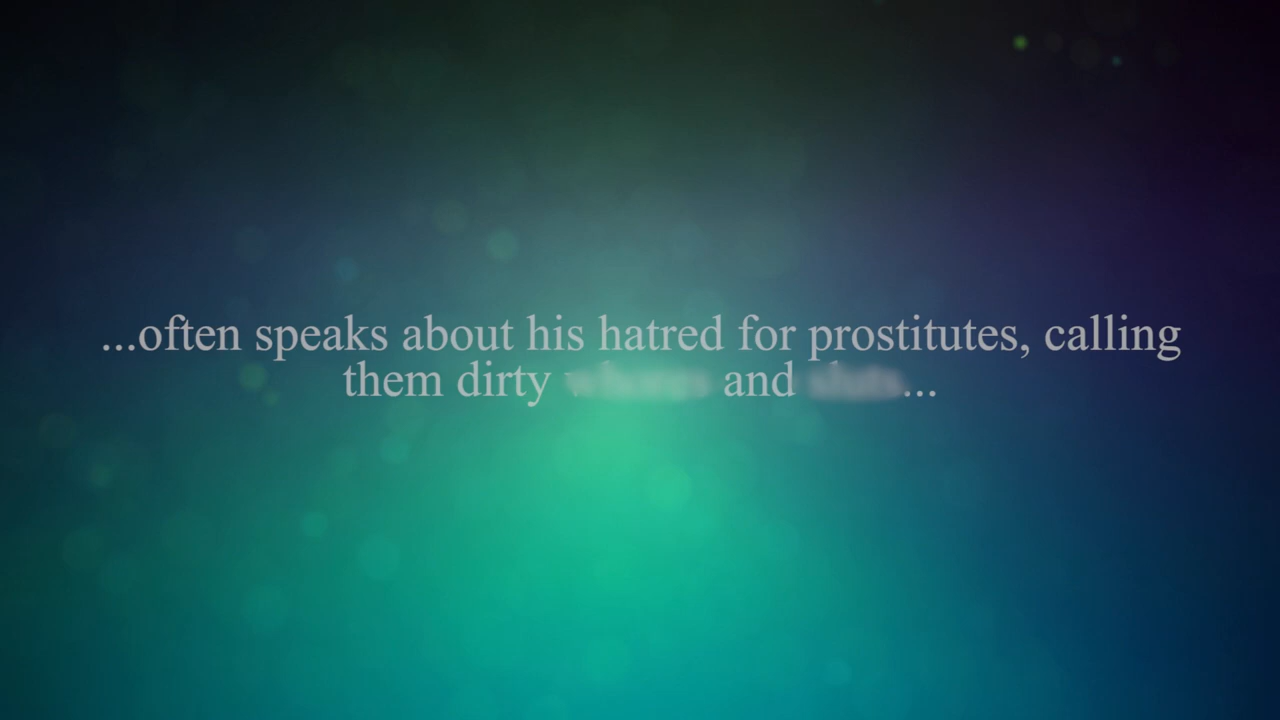 ...often speaks about his hatred for prostitutes, calling
them dirty and ...